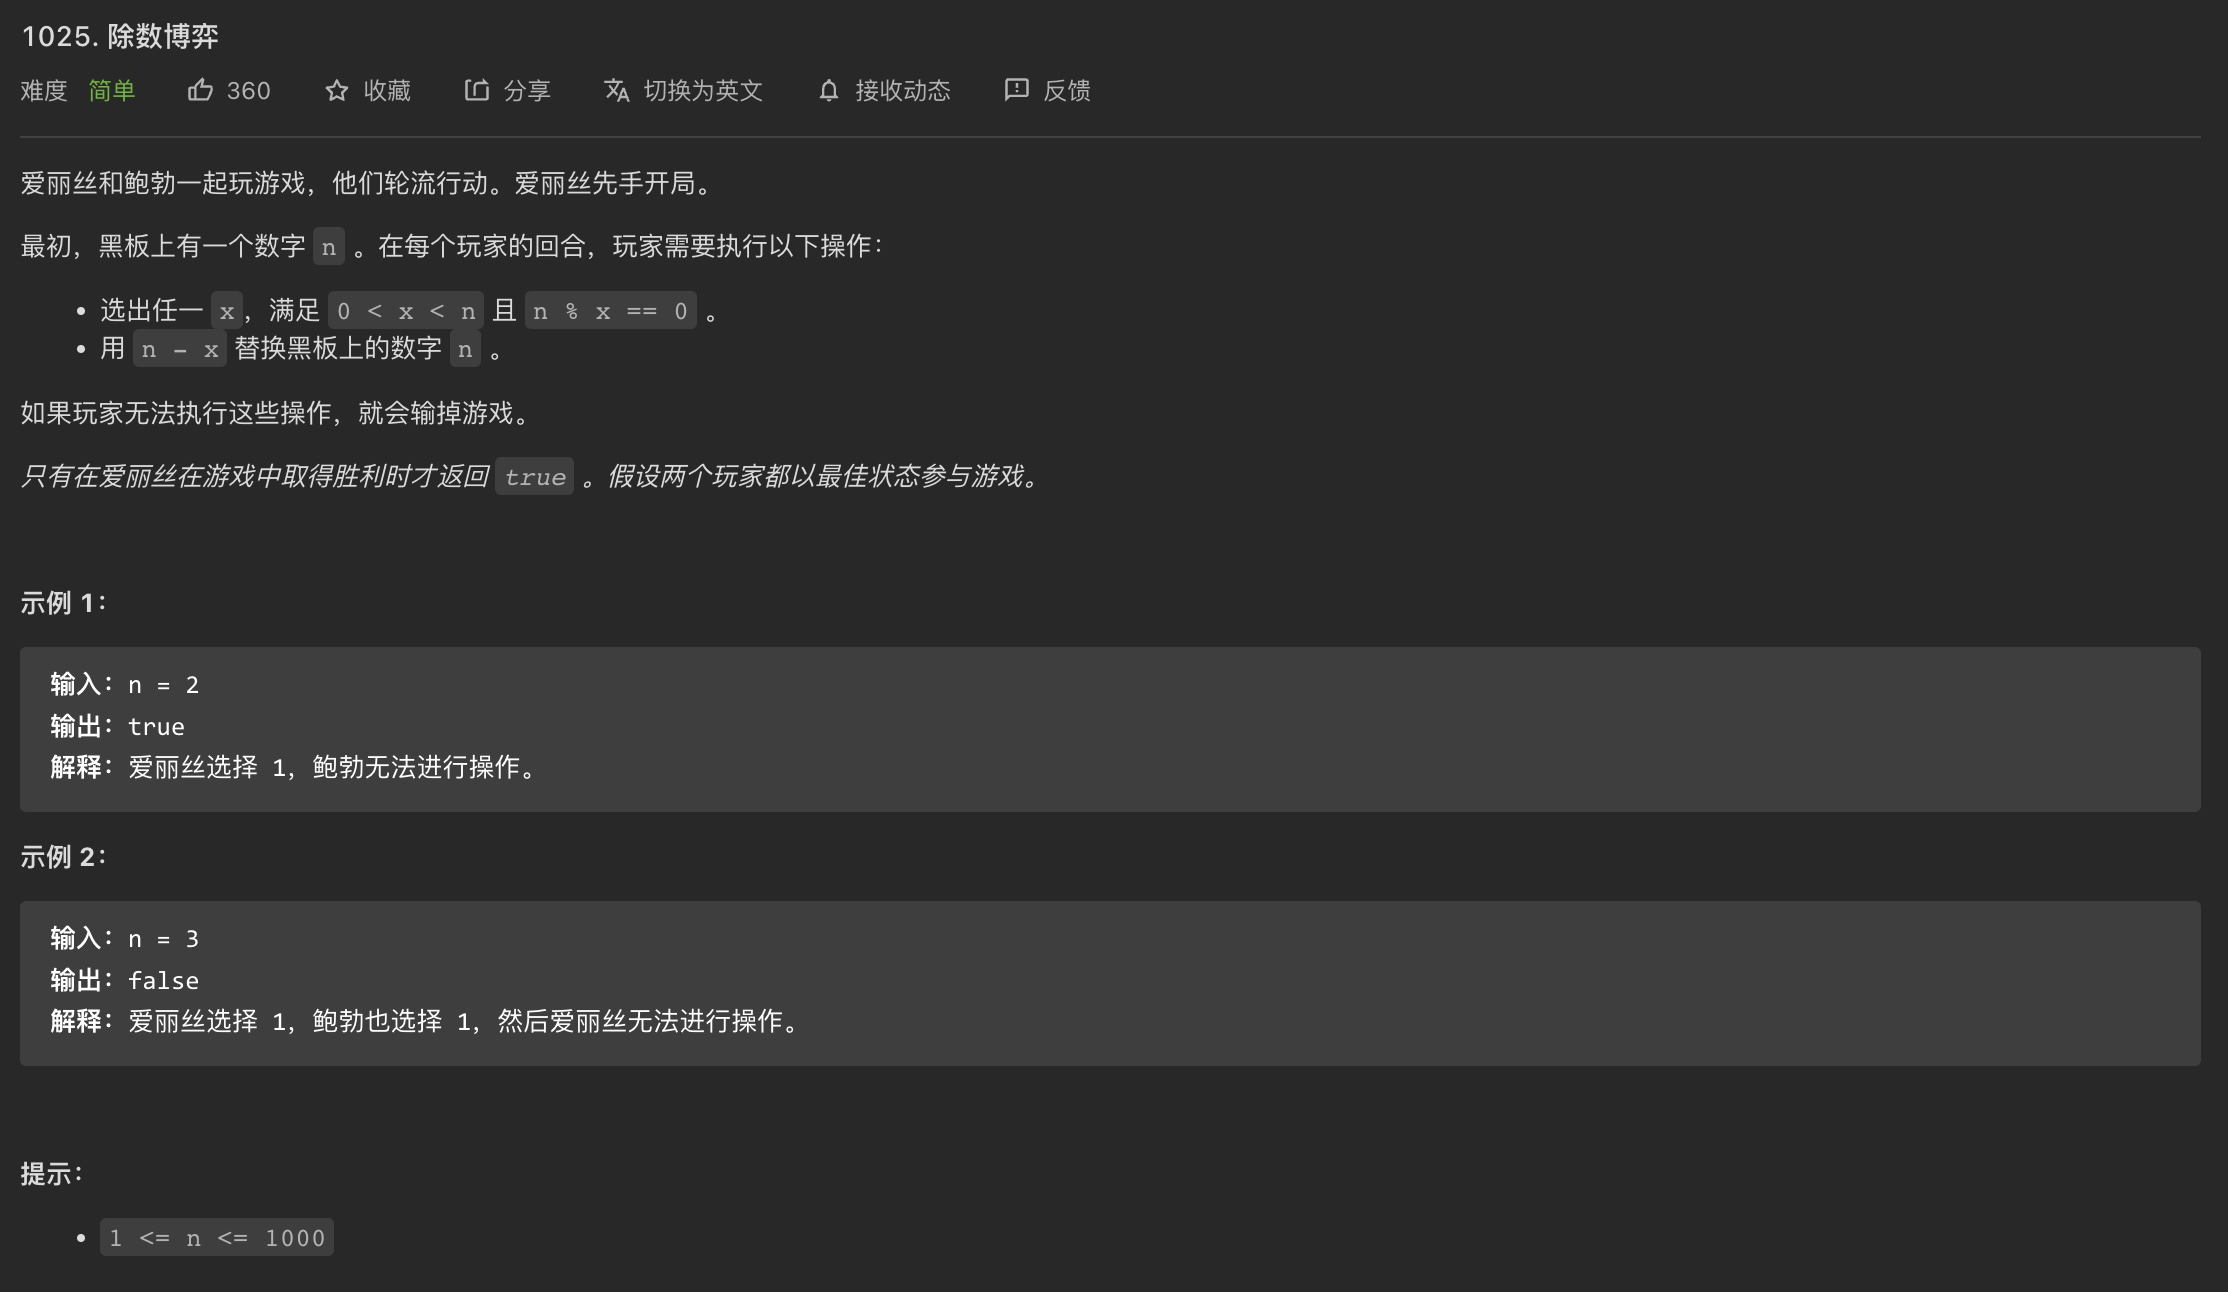 1025. 除数博弈
难度 简单 360 收藏 分享 切换为英文 接收动态 反馈
爱丽丝和鲍勃一起玩游戏，他们轮流行动。爱丽丝先手开局。
最初，黑板上有一个数字 n 。在每个玩家的回合，玩家需要执行以下操作：
• 选出任一 x，满足 0 < x < n 且 n % x == 0 。
• 用 n - x 替换黑板上的数字 n 。
如果玩家无法执行这些操作，就会输掉游戏。
只有在爱丽丝在游戏中取得胜利时才返回 true 。假设两个玩家都以最佳状态参与游戏。
示例 1：
输入：n = 2
输出：true
解释：爱丽丝选择 1，鲍勃无法进行操作。
示例 2：
输入：n = 3
输出：false
解释：爱丽丝选择 1，鲍勃也选择 1，然后爱丽丝无法进行操作。
提示：
• 1 <= n <= 1000